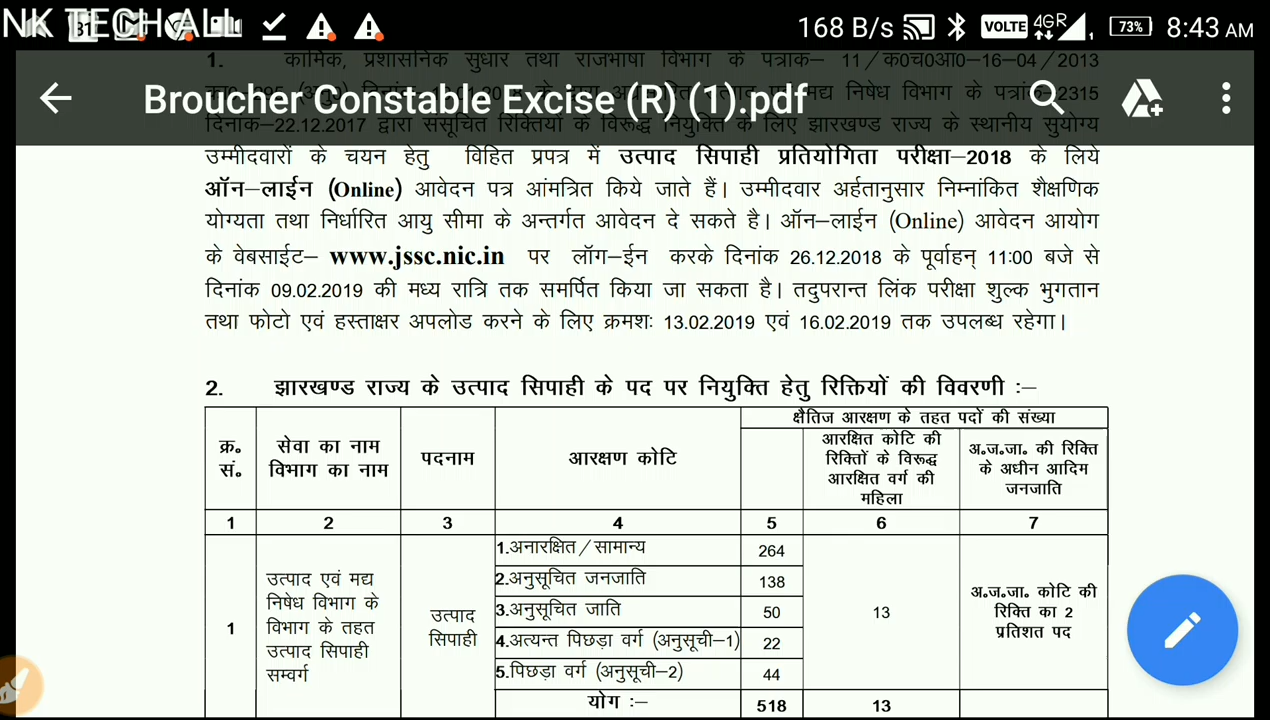 NK TECH ALL
31
168 B/s VOLTE 4GR 73% 8:43 AM
1. कार्मिक, प्रशासनिक सुधार तथा राजभाषा विभाग के पत्रांक– 11/क0च0आ0–16–04/2013
Broucher Constable Excise (R) (1).pdf
मद्य निषेध विभाग के पत्रांक–2315
दिनांक–22.12.2017 द्वारा संसूचित रिक्तियों के विरूद्ध नियुक्ति के लिए झारखण्ड राज्य के स्थानीय सुयोग्य
उम्मीदवारों के चयन हेतु विहित प्रपत्र में उत्पाद सिपाही प्रतियोगिता परीक्षा–2018 के लिये
ऑन–लाईन (Online) आवेदन पत्र आंमत्रित किये जाते हैं। उम्मीदवार अर्हतानुसार निम्नांकित शैक्षणिक
योग्यता तथा निर्धारित आयु सीमा के अन्तर्गत आवेदन दे सकते है। ऑन–लाईन (Online) आवेदन आयोग
के वेबसाईट– www.jssc.nic.in पर लॉग–ईन करके दिनांक 26.12.2018 के पूर्वाहन् 11:00 बजे से
दिनांक 09.02.2019 की मध्य रात्रि तक समर्पित किया जा सकता है। तदुपरान्त लिंक परीक्षा शुल्क भुगतान
तथा फोटो एवं हस्ताक्षर अपलोड करने के लिए क्रमशः 13.02.2019 एवं 16.02.2019 तक उपलब्ध रहेगा।
2. झारखण्ड राज्य के उत्पाद सिपाही के पद पर नियुक्ति हेतु रिक्तियों की विवरणी :–
क्षैतिज आरक्षण के तहत पदों की संख्या
क्र. सं.
सेवा का नाम
विभाग का नाम
पदनाम
आरक्षण कोटि
आरक्षित कोटि की
रिक्तिों के विरूद्ध
आरक्षित वर्ग की
महिला
अ.ज.जा. की रिक्ति
के अधीन आदिम
जनजाति
1 2 3 4 5 6 7
1
उत्पाद एवं मद्य
निषेध विभाग के
विभाग के तहत
उत्पाद सिपाही
सम्वर्ग
उत्पाद
सिपाही
1.अनारक्षित/सामान्य 264
2.अनुसूचित जनजाति 138
3.अनुसूचित जाति 50
4.अत्यन्त पिछड़ा वर्ग (अनुसूची–1) 22
5.पिछड़ा वर्ग (अनुसूची–2) 44
13
अ.ज.जा. कोटि की
रिक्ति का 2
प्रतिशत पद
योग :– 518 13